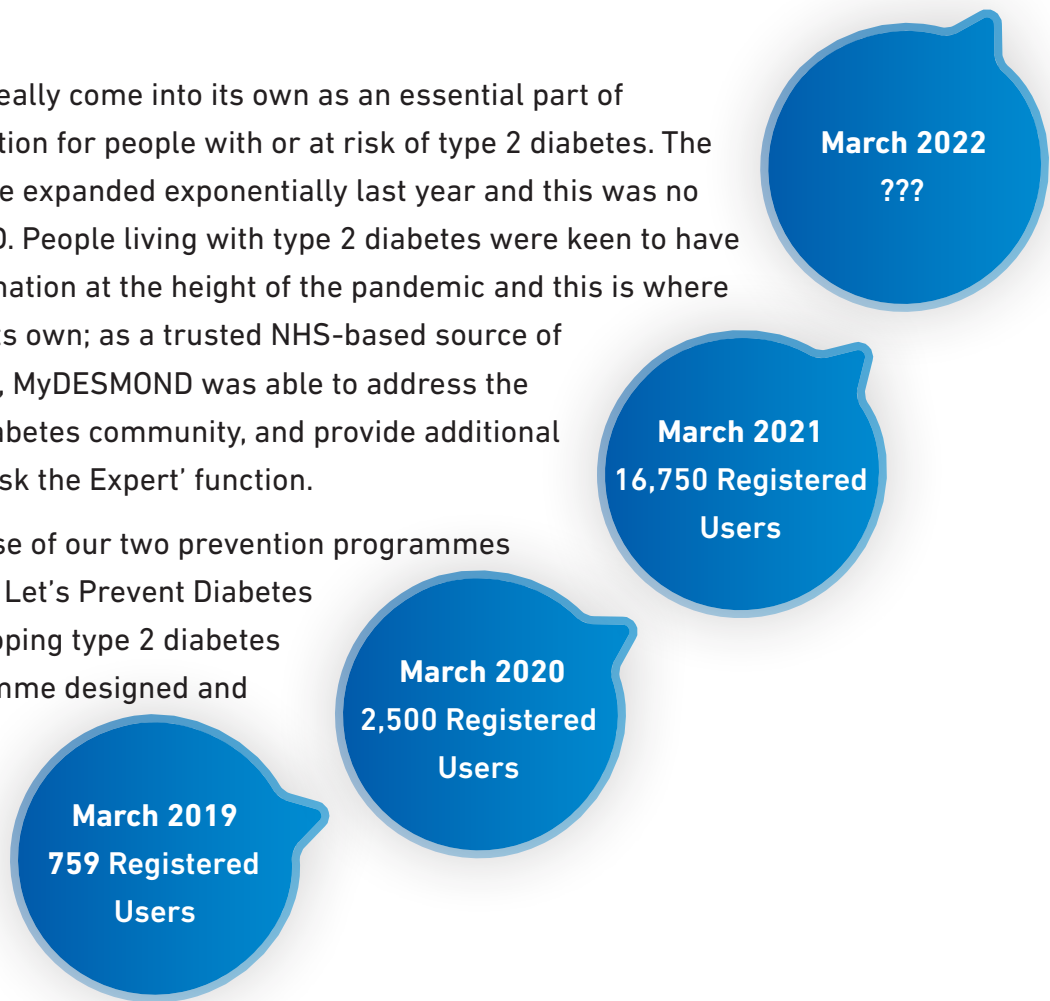 eally come into its own as an essential part of
tion for people with or at risk of type 2 diabetes. The
e expanded exponentially last year and this was no
. People living with type 2 diabetes were keen to have
nation at the height of the pandemic and this is where
ts own; as a trusted NHS-based source of
, MyDESMOND was able to address the
abetes community, and provide additional
sk the Expert’ function.
se of our two prevention programmes
Let’s Prevent Diabetes
oping type 2 diabetes
mme designed and
March 2022
???
March 2021
16,750 Registered
Users
March 2020
2,500 Registered
Users
March 2019
759 Registered
Users